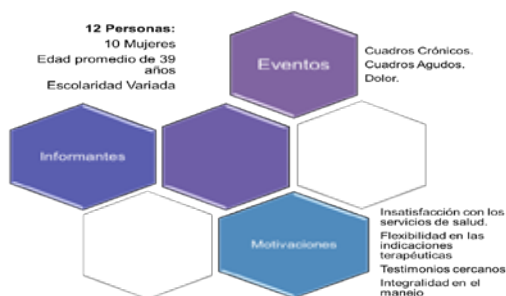 12 Personas:
10 Mujeres
Edad promedio de 39
años
Escolaridad Variada
Eventos
Cuadros Crónicos.
Cuadros Agudos.
Dolor.
Informantes
Motivaciones
Insatisfacción con los
servicios de salud.
Flexibilidad en las
indicaciones
terapéuticas
Testimonios cercanos
Integralidad en el
manejo